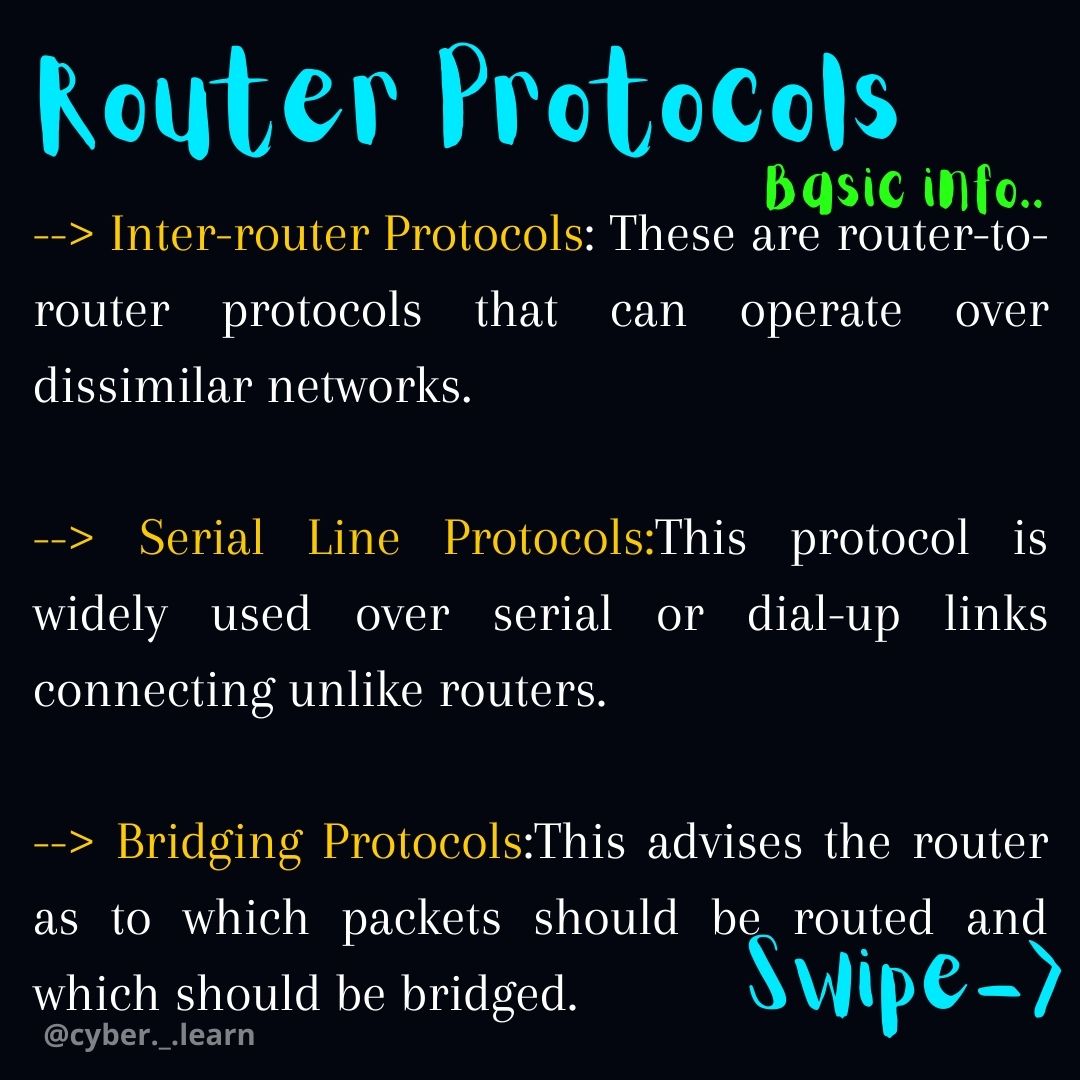 Router Protocols
Basic info..
--> Inter-router Protocols: These are router-to-
router protocols that can operate over
dissimilar networks.
--> Serial Line Protocols:This protocol is
widely used over serial or dial-up links
connecting unlike routers.
--> Bridging Protocols:This advises the router
as to which packets should be routed and
which should be bridged.
Swipe->
@cyber._.learn